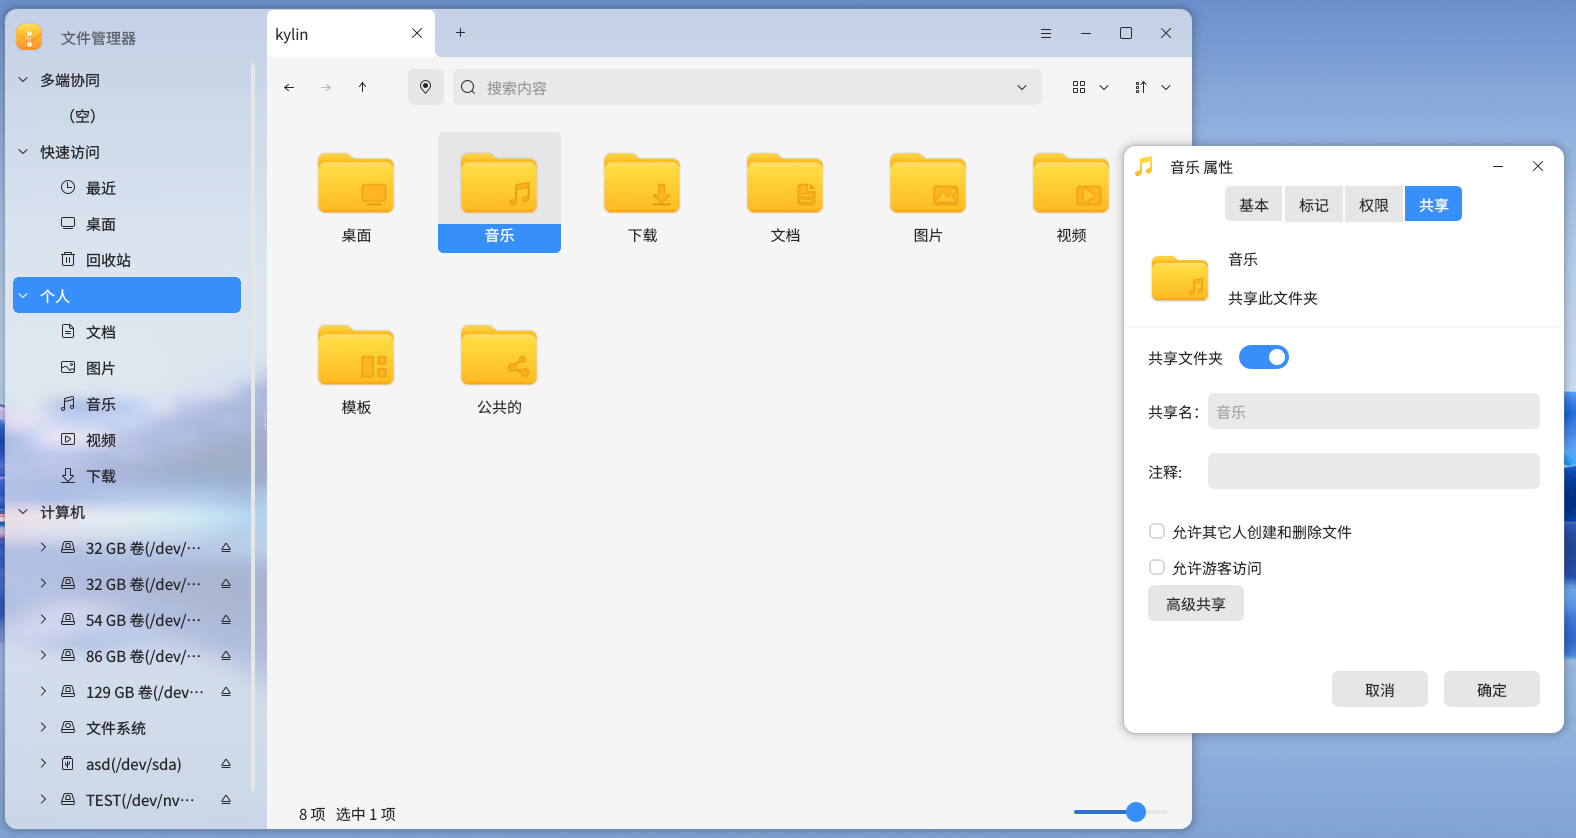 文件管理器
多端协同
（空）
快速访问
最近
桌面
回收站
个人
文档
图片
音乐
视频
下载
计算机
32 GB 卷(/dev/···
32 GB 卷(/dev/···
54 GB 卷(/dev/···
86 GB 卷(/dev/···
129 GB 卷(/dev···
文件系统
asd(/dev/sda)
TEST(/dev/nv···
kylin
搜索内容
桌面
音乐
下载
文档
图片
视频
模板
公共的
8 项 选中 1 项
音乐 属性
基本 标记 权限 共享
音乐
共享此文件夹
共享文件夹
共享名： 音乐
注释:
允许其它人创建和删除文件
允许游客访问
高级共享
取消 确定